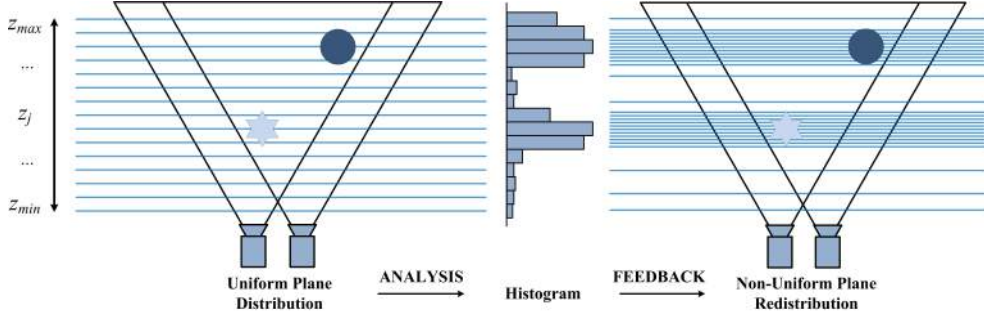 z_max
...
z_j
...
z_min
Uniform Plane
Distribution
ANALYSIS
Histogram
FEEDBACK
Non-Uniform Plane
Redistribution